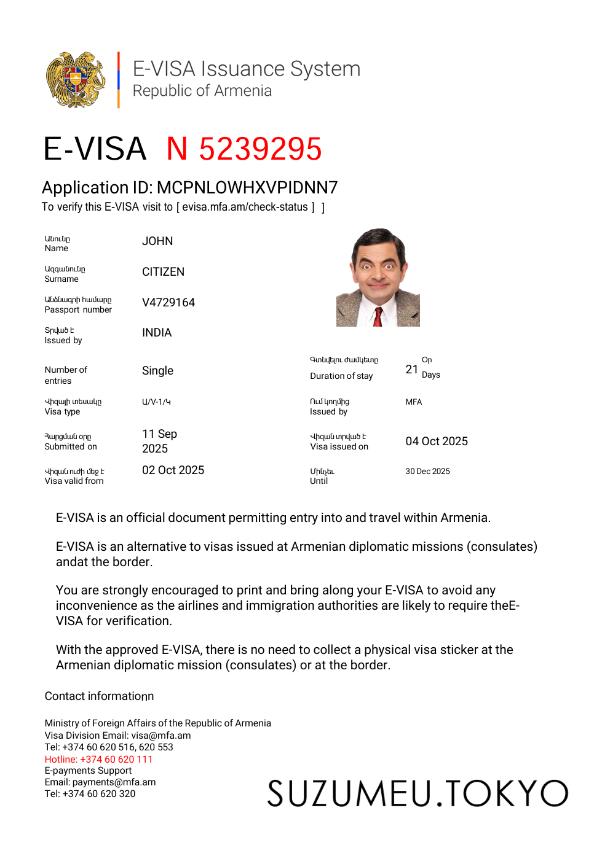 E-VISA Issuance System
Republic of Armenia
E-VISA N 5239295
Application ID: MCPNLOWHXVPIDNN7
To verify this E-VISA visit to [ evisa.mfa.am/check-status ] ]
Անունը
Name
JOHN
Ազգանունը
Surname
CITIZEN
Անձնագրի համարը
Passport number
V4729164
Տրված է
Issued by
INDIA
Number of
entries
Single
Գտնվելու ժամկետը
Duration of stay
21
Օր
Days
Վիզայի տեսակը
Visa type
Ա/V-1/Կ
Ում կողմից
Issued by
MFA
Հարցման օրը
Submitted on
11 Sep
2025
Վիզան տրված է
Visa issued on
04 Oct 2025
Վիզան ուժի մեջ է
Visa valid from
02 Oct 2025
Մինչեւ
Until
30 Dec 2025
E-VISA is an official document permitting entry into and travel within Armenia.
E-VISA is an alternative to visas issued at Armenian diplomatic missions (consulates)
andat the border.
You are strongly encouraged to print and bring along your E-VISA to avoid any
inconvenience as the airlines and immigration authorities are likely to require theE-
VISA for verification.
With the approved E-VISA, there is no need to collect a physical visa sticker at the
Armenian diplomatic mission (consulates) or at the border.
Contact informationn
Ministry of Foreign Affairs of the Republic of Armenia
Visa Division Email: visa@mfa.am
Tel: +374 60 620 516, 620 553
Hotline: +374 60 620 111
E-payments Support
Email: payments@mfa.am
Tel: +374 60 620 320
SUZUMEU.TOKYO